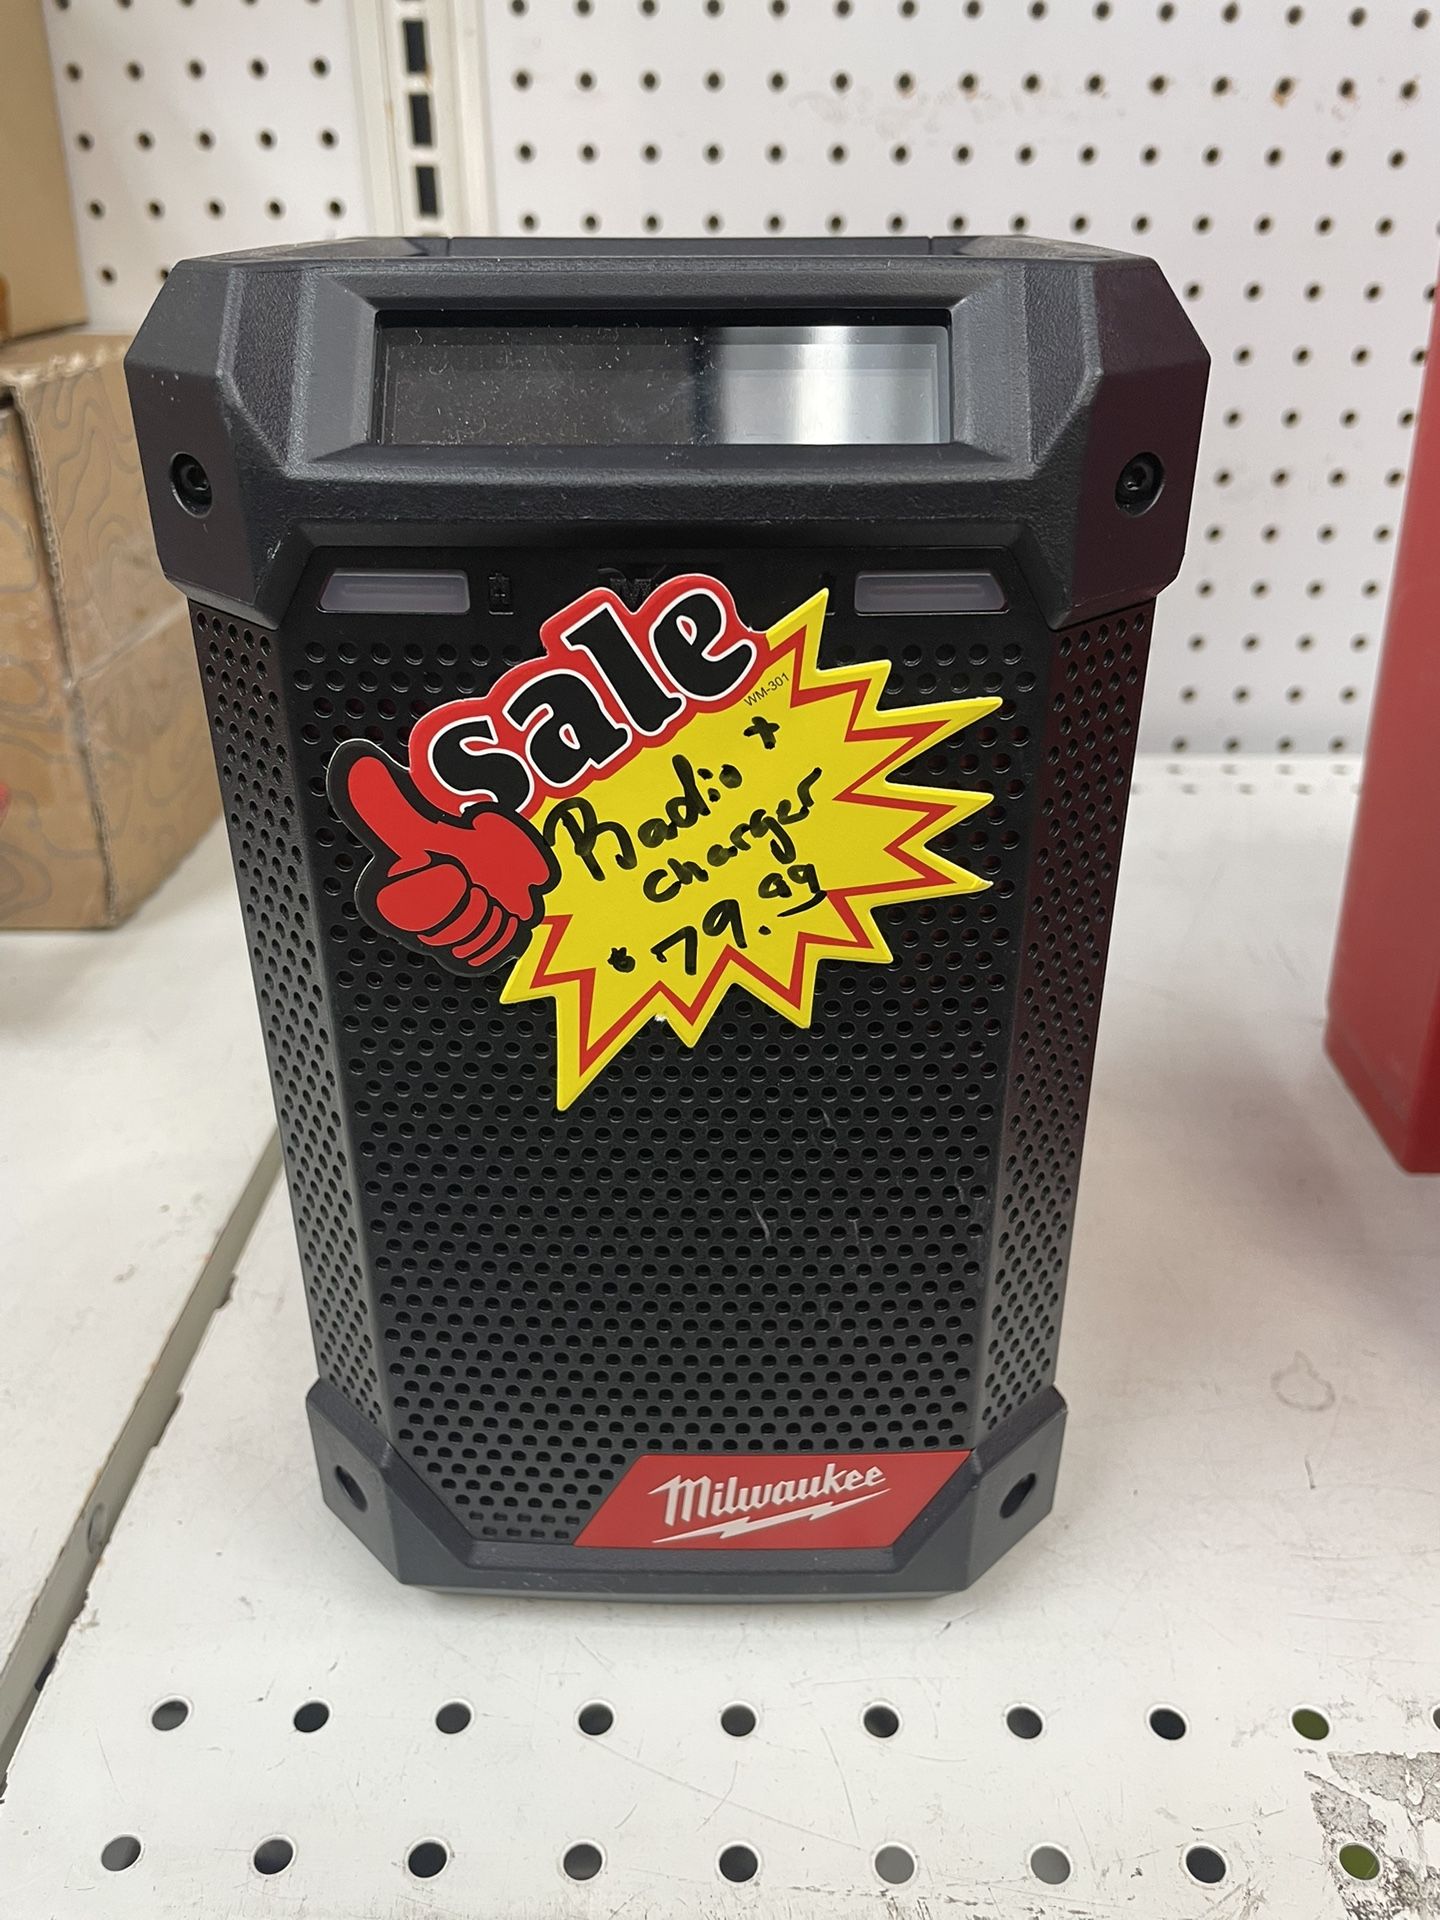 sale
WM-301
Radio +
charger
$79.99
Milwaukee